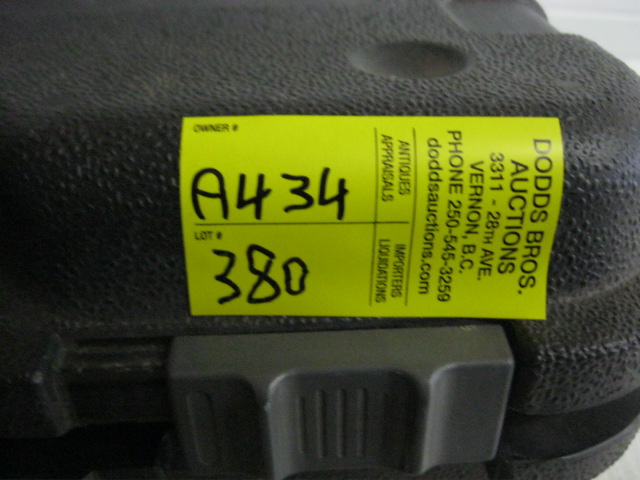 OWNER #
A434
LOT #
380
ANTIQUES
APPRAISALS
IMPORTERS
LIQUIDATIONS
DODDS BROS.
AUCTIONS
3311 - 28TH AVE.
VERNON, B.C.
PHONE 250-545-3259
doddsauctions.com